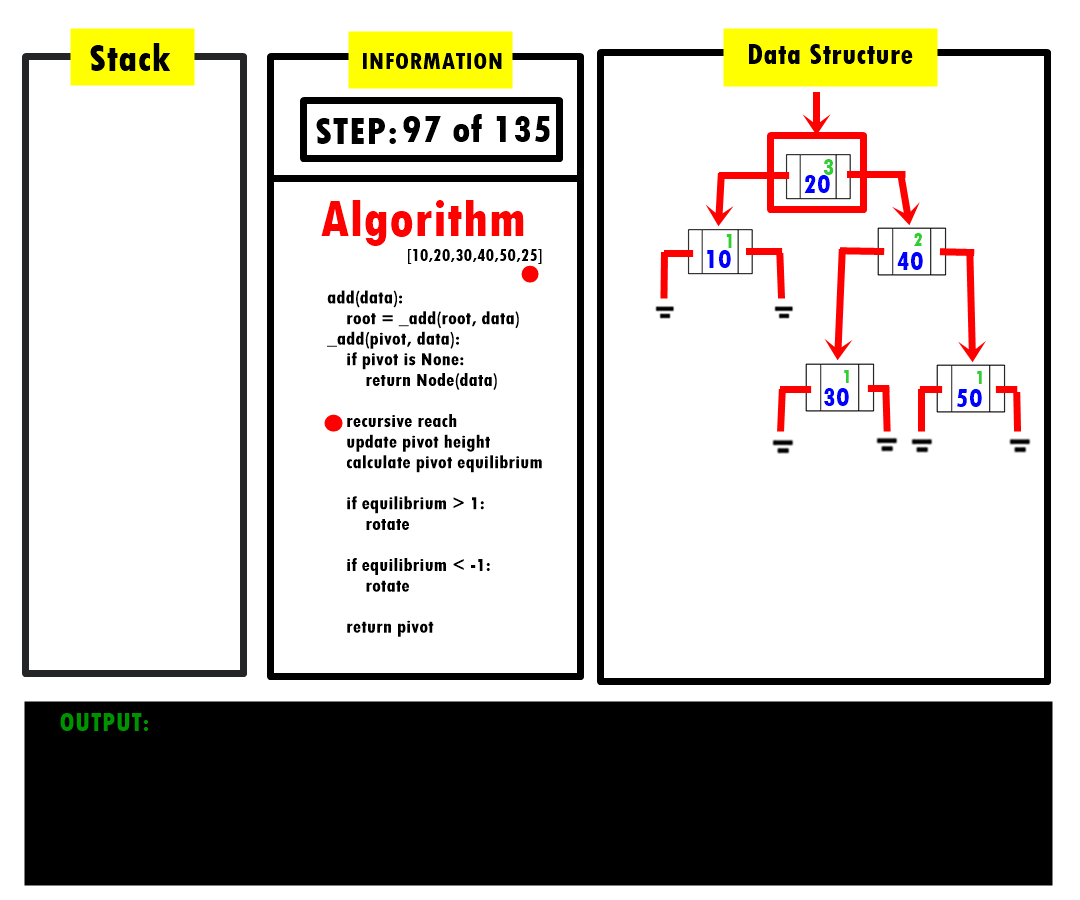 Stack
INFORMATION
STEP: 97 of 135
Algorithm
[10,20,30,40,50,25]
add(data):
root = _add(root, data)
_add(pivot, data):
if pivot is None:
return Node(data)
recursive reach
update pivot height
calculate pivot equilibrium
if equilibrium > 1:
rotate
if equilibrium < -1:
rotate
return pivot
Data Structure
3
20
1
10
2
40
1
30
1
50
OUTPUT: